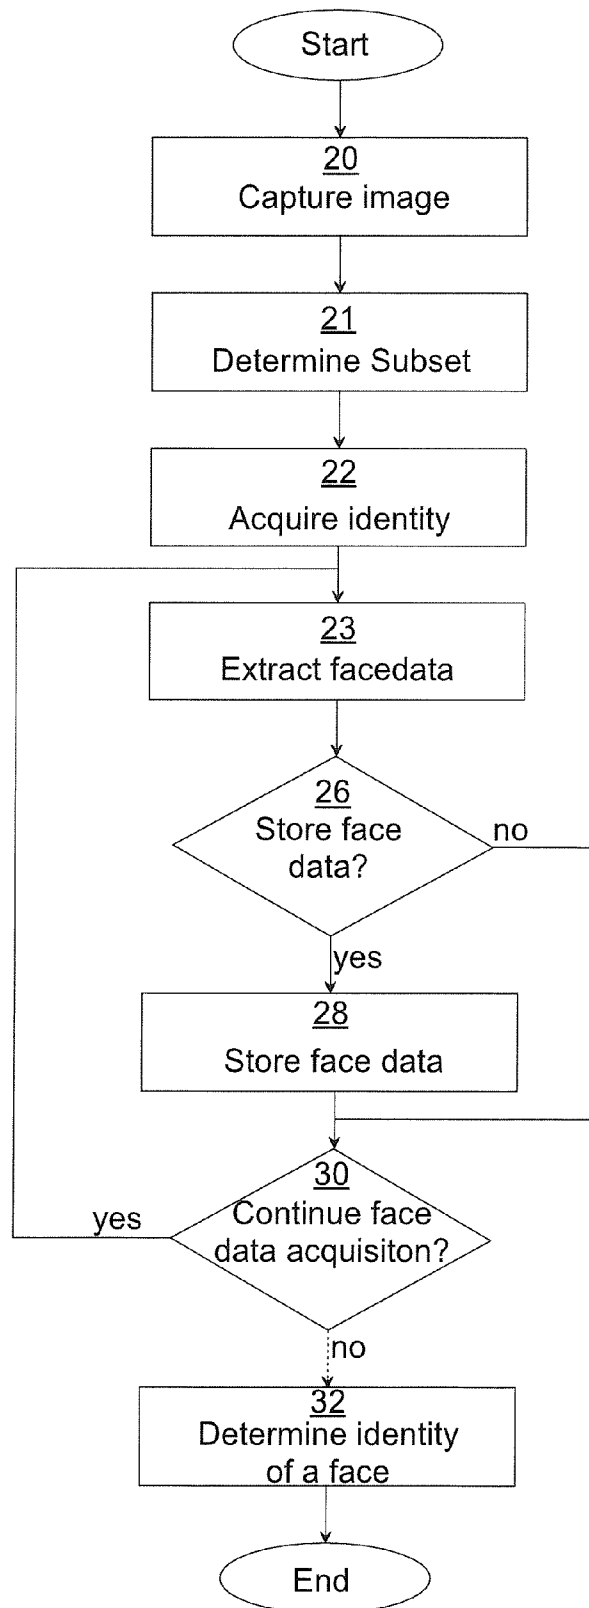 Start
20
Capture image
21
Determine Subset
22
Acquire identity
23
Extract facedata
26
Store face
data?
no
yes
28
Store face data
30
Continue face
data acquisiton?
yes
no
32
Determine identity
of a face
End